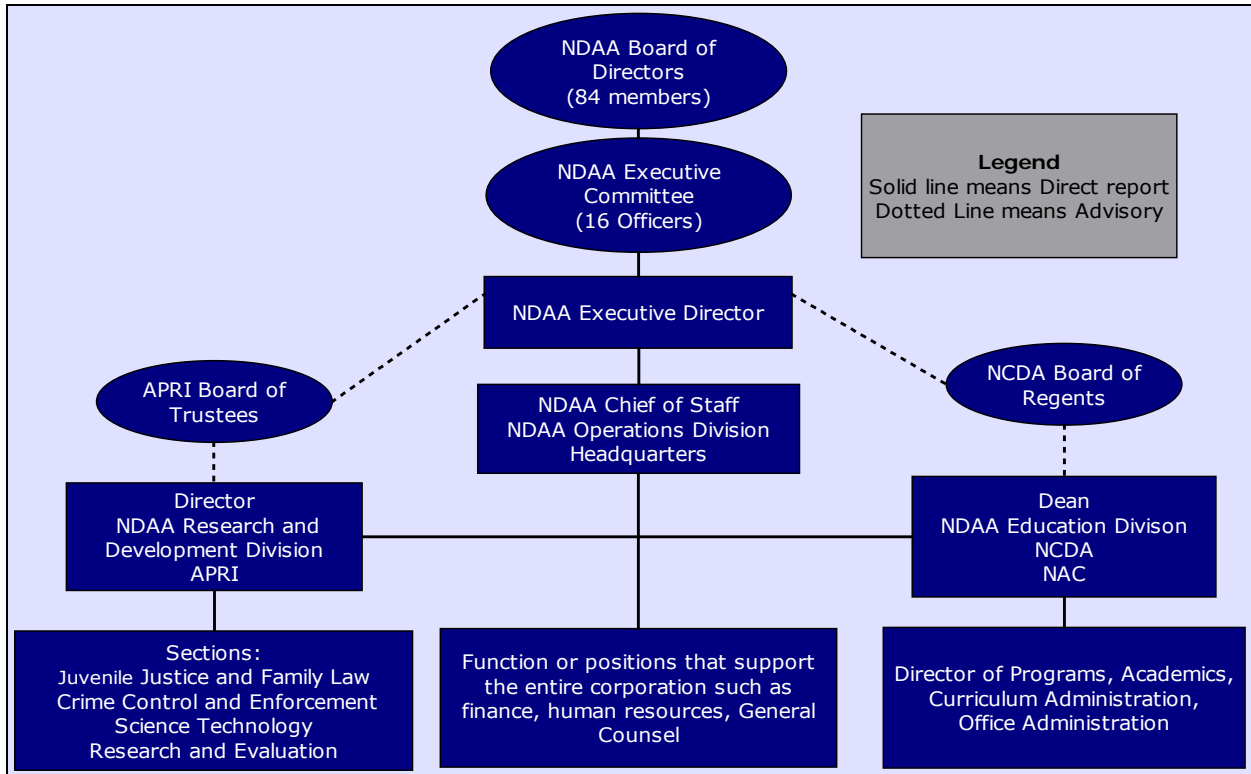 NDAA Board of
Directors
(84 members)
NDAA Executive
Committee
(16 Officers)
Legend
Solid line means Direct report
Dotted Line means Advisory
NDAA Executive Director
APRI Board of
Trustees
NDAA Chief of Staff
NDAA Operations Division
Headquarters
NCDA Board of
Regents
Director
NDAA Research and
Development Division
APRI
Dean
NDAA Education Divison
NCDA
NAC
Sections:
Juvenile Justice and Family Law
Crime Control and Enforcement
Science Technology
Research and Evaluation
Function or positions that support
the entire corporation such as
finance, human resources, General
Counsel
Director of Programs, Academics,
Curriculum Administration,
Office Administration